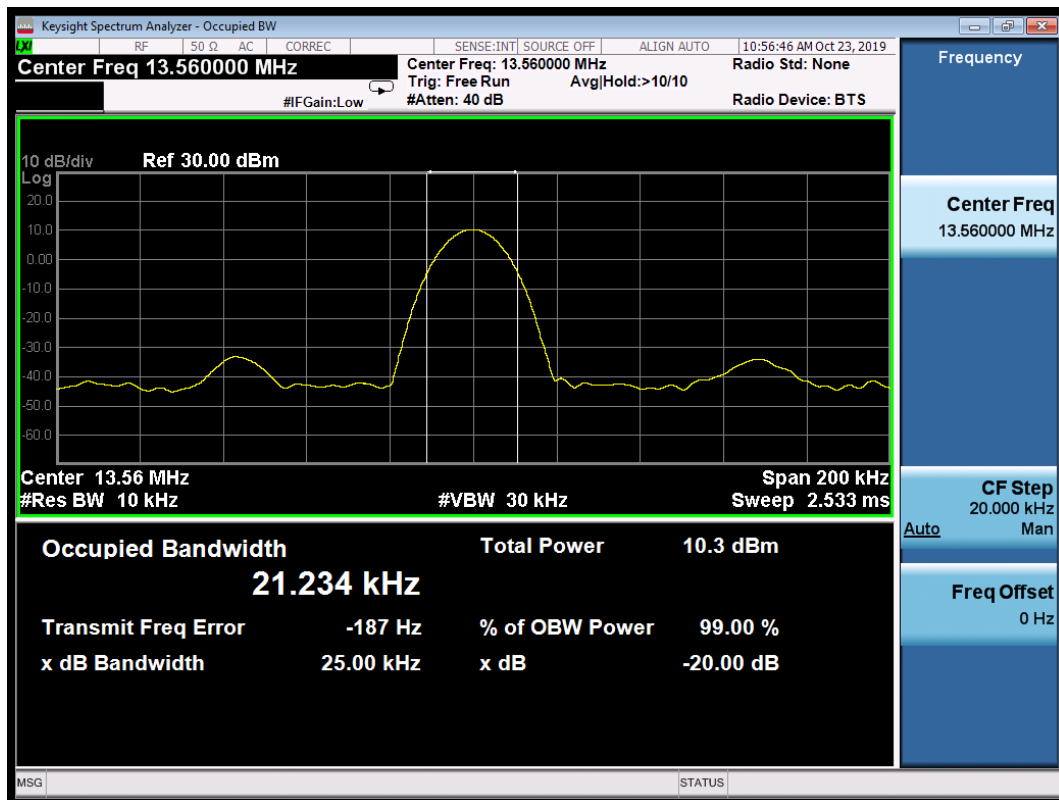 Keysight Spectrum Analyzer - Occupied BW
LXI RF 50 Ω AC CORREC SENSE:INT SOURCE OFF ALIGN AUTO 10:56:46 AM Oct 23, 2019
Center Freq 13.560000 MHz Center Freq: 13.560000 MHz Radio Std: None
Trig: Free Run Avg|Hold:>10/10
#IFGain:Low #Atten: 40 dB Radio Device: BTS
10 dB/div Ref 30.00 dBm
Log
20.0
10.0
0.00
-10.0
-20.0
-30.0
-40.0
-50.0
-60.0
Center 13.56 MHz Span 200 kHz
#Res BW 10 kHz #VBW 30 kHz Sweep 2.533 ms
Occupied Bandwidth Total Power 10.3 dBm
21.234 kHz
Transmit Freq Error -187 Hz % of OBW Power 99.00 %
x dB Bandwidth 25.00 kHz x dB -20.00 dB
MSG STATUS
Frequency
Center Freq
13.560000 MHz
CF Step
20.000 kHz
Auto Man
Freq Offset
0 Hz